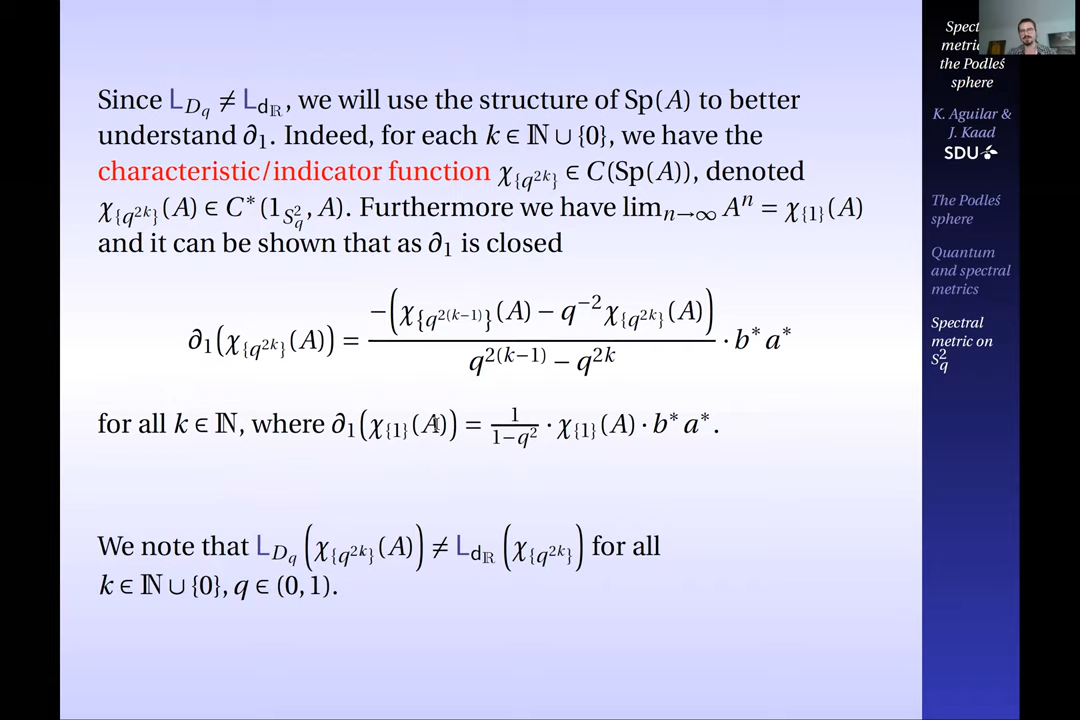 Since L_{D_q} ≠ L_{d_ℝ}, we will use the structure of Sp(A) to better
understand ∂_1. Indeed, for each k ∈ ℕ ∪ {0}, we have the
characteristic/indicator function χ_{\{q^{2k}\}} ∈ C(Sp(A)), denoted
χ_{\{q^{2k}\}}(A) ∈ C^*(1_{S_q^2}, A). Furthermore we have lim_{n→∞} A^n = χ_{\{1\}}(A)
and it can be shown that as ∂_1 is closed
∂_1(χ_{\{q^{2k}\}}(A)) = \frac{-(χ_{\{q^{2(k-1)}\}}(A) - q^{-2}χ_{\{q^{2k}\}}(A))}{q^{2(k-1)} - q^{2k}} · b^* a^*
for all k ∈ ℕ, where ∂_1(χ_{\{1\}}(A)) = \frac{1}{1-q^2} · χ_{\{1\}}(A) · b^* a^*.
We note that L_{D_q}(χ_{\{q^{2k}\}}(A)) ≠ L_{d_ℝ}(χ_{\{q^{2k}\}}) for all
k ∈ ℕ ∪ {0}, q ∈ (0, 1).
the Podleś
sphere
K. Aguilar &
J. Kaad
SDU
The Podleś
sphere
Quantum
and spectral
metrics
Spectral
metric on
S_q^2